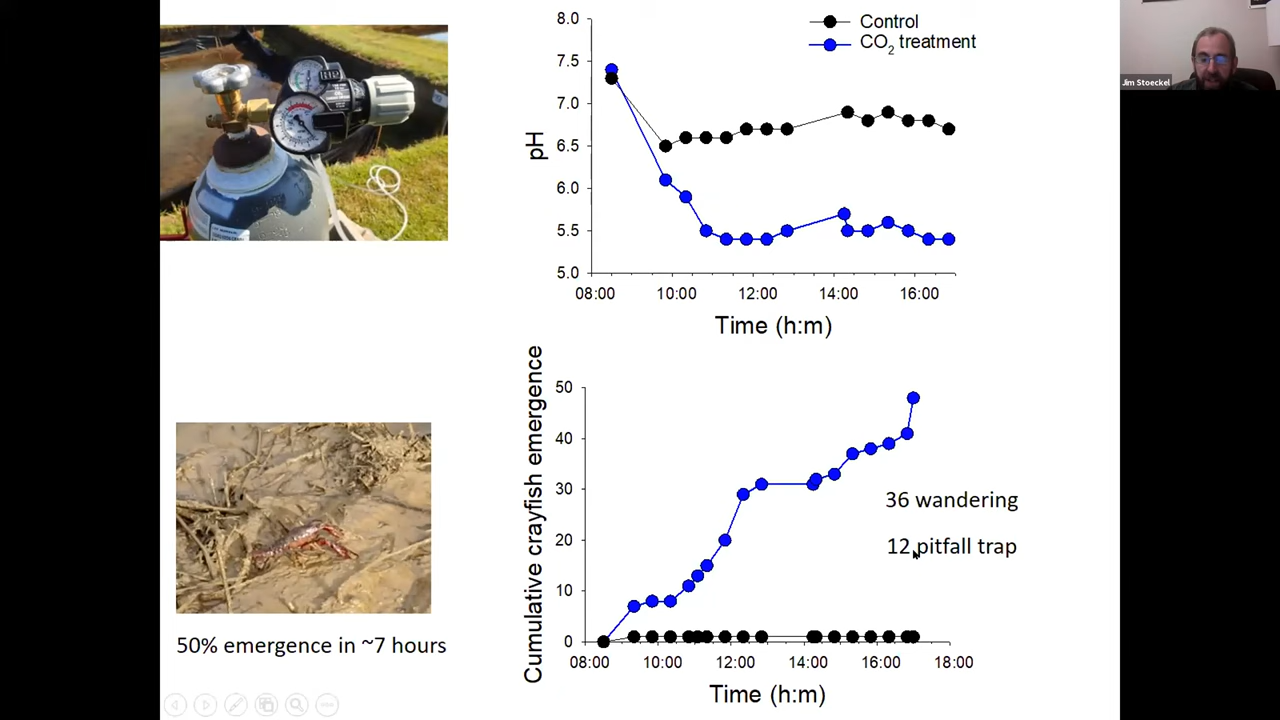 8.0
7.5
7.0
6.5
6.0
5.5
5.0
pH
Control
CO2 treatment
08:00 10:00 12:00 14:00 16:00
Time (h:m)
Jim Stoeckel
50
40
30
20
10
0
Cumulative crayfish emergence
36 wandering
12 pitfall trap
08:00 10:00 12:00 14:00 16:00 18:00
Time (h:m)
50% emergence in ~7 hours